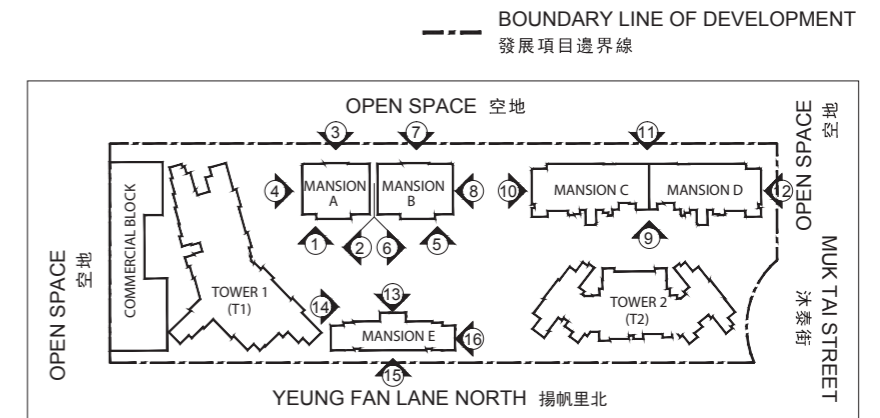 BOUNDARY LINE OF DEVELOPMENT
發展項目邊界線
OPEN SPACE 空地
3
7
11
OPEN SPACE 空地
4
MANSION
A
MANSION
B
8
10
MANSION C
MANSION D
12
COMMERCIAL BLOCK
1
2
6
5
9
OPEN SPACE
空地
TOWER 1
(T1)
14
13
TOWER 2
(T2)
MUK TAI STREET
沐泰街
MANSION E
16
15
YEUNG FAN LANE NORTH 揚帆里北